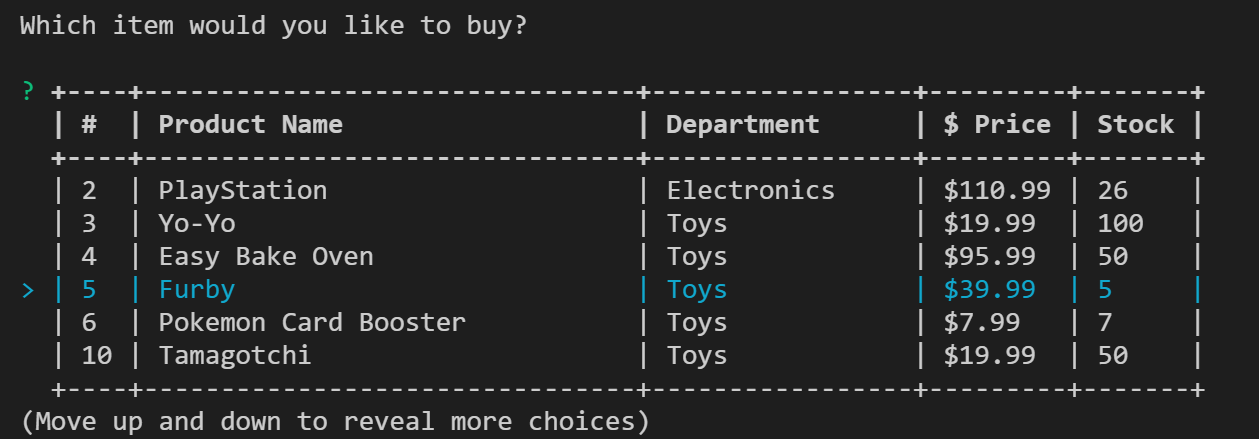 Which item would you like to buy?
? +----+--------------------------------+-----------------+---------+-------+
  | #  | Product Name                   | Department      | $ Price | Stock |
  +----+--------------------------------+-----------------+---------+-------+
  | 2  | PlayStation                    | Electronics     | $110.99 | 26    |
  | 3  | Yo-Yo                          | Toys            | $19.99  | 100   |
  | 4  | Easy Bake Oven                 | Toys            | $95.99  | 50    |
> | 5  | Furby                          | Toys            | $39.99  | 5     |
  | 6  | Pokemon Card Booster           | Toys            | $7.99   | 7     |
  | 10 | Tamagotchi                     | Toys            | $19.99  | 50    |
  +----+--------------------------------+-----------------+---------+-------+
(Move up and down to reveal more choices)